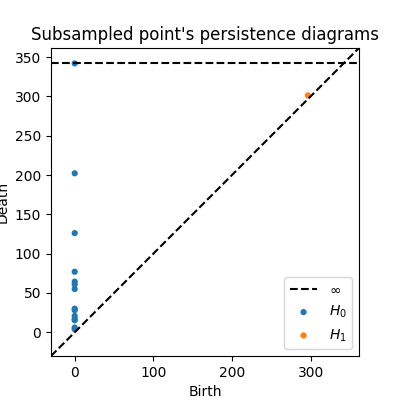 Subsampled point's persistence diagrams
350
300
250
200
150
100
50
0
Death
0 100 200 300
Birth
∞
H₀
H₁